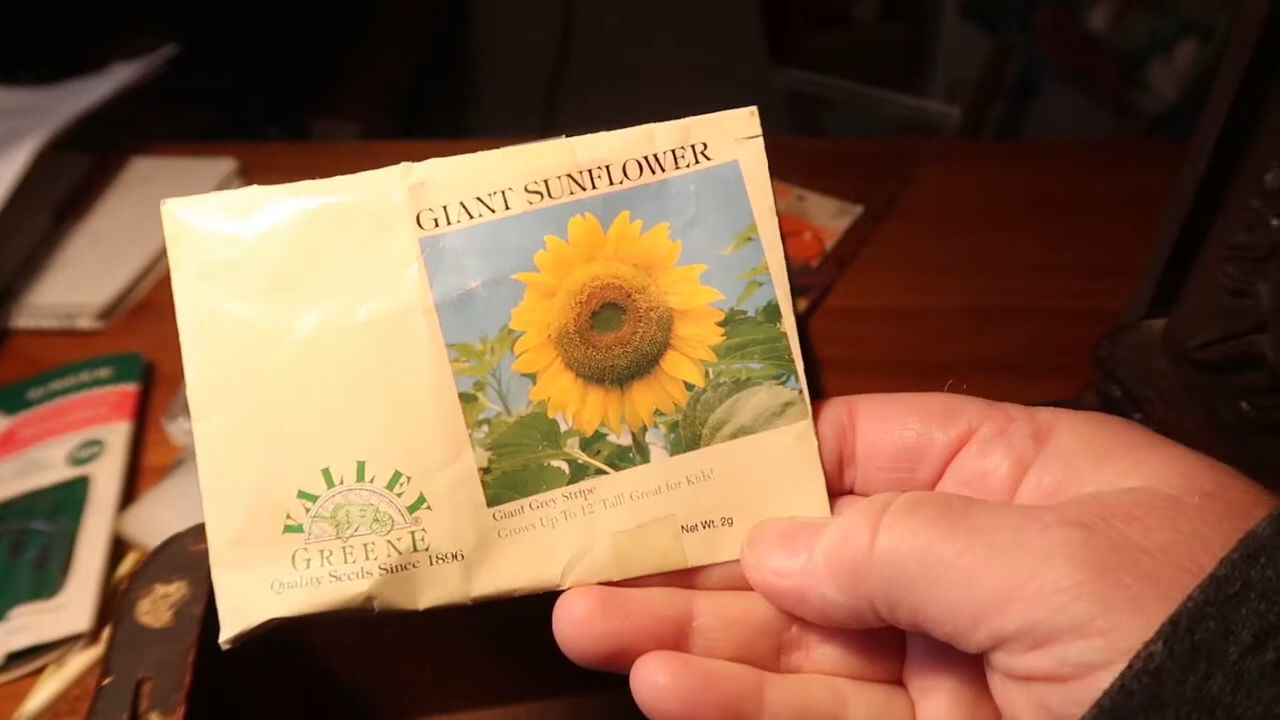 GIANT SUNFLOWER
Giant Grey Stripe
Grows Up To 12' Tall! Great for Kids!
Net Wt. 2g
VALLEY
GREENE®
Quality Seeds Since 1896